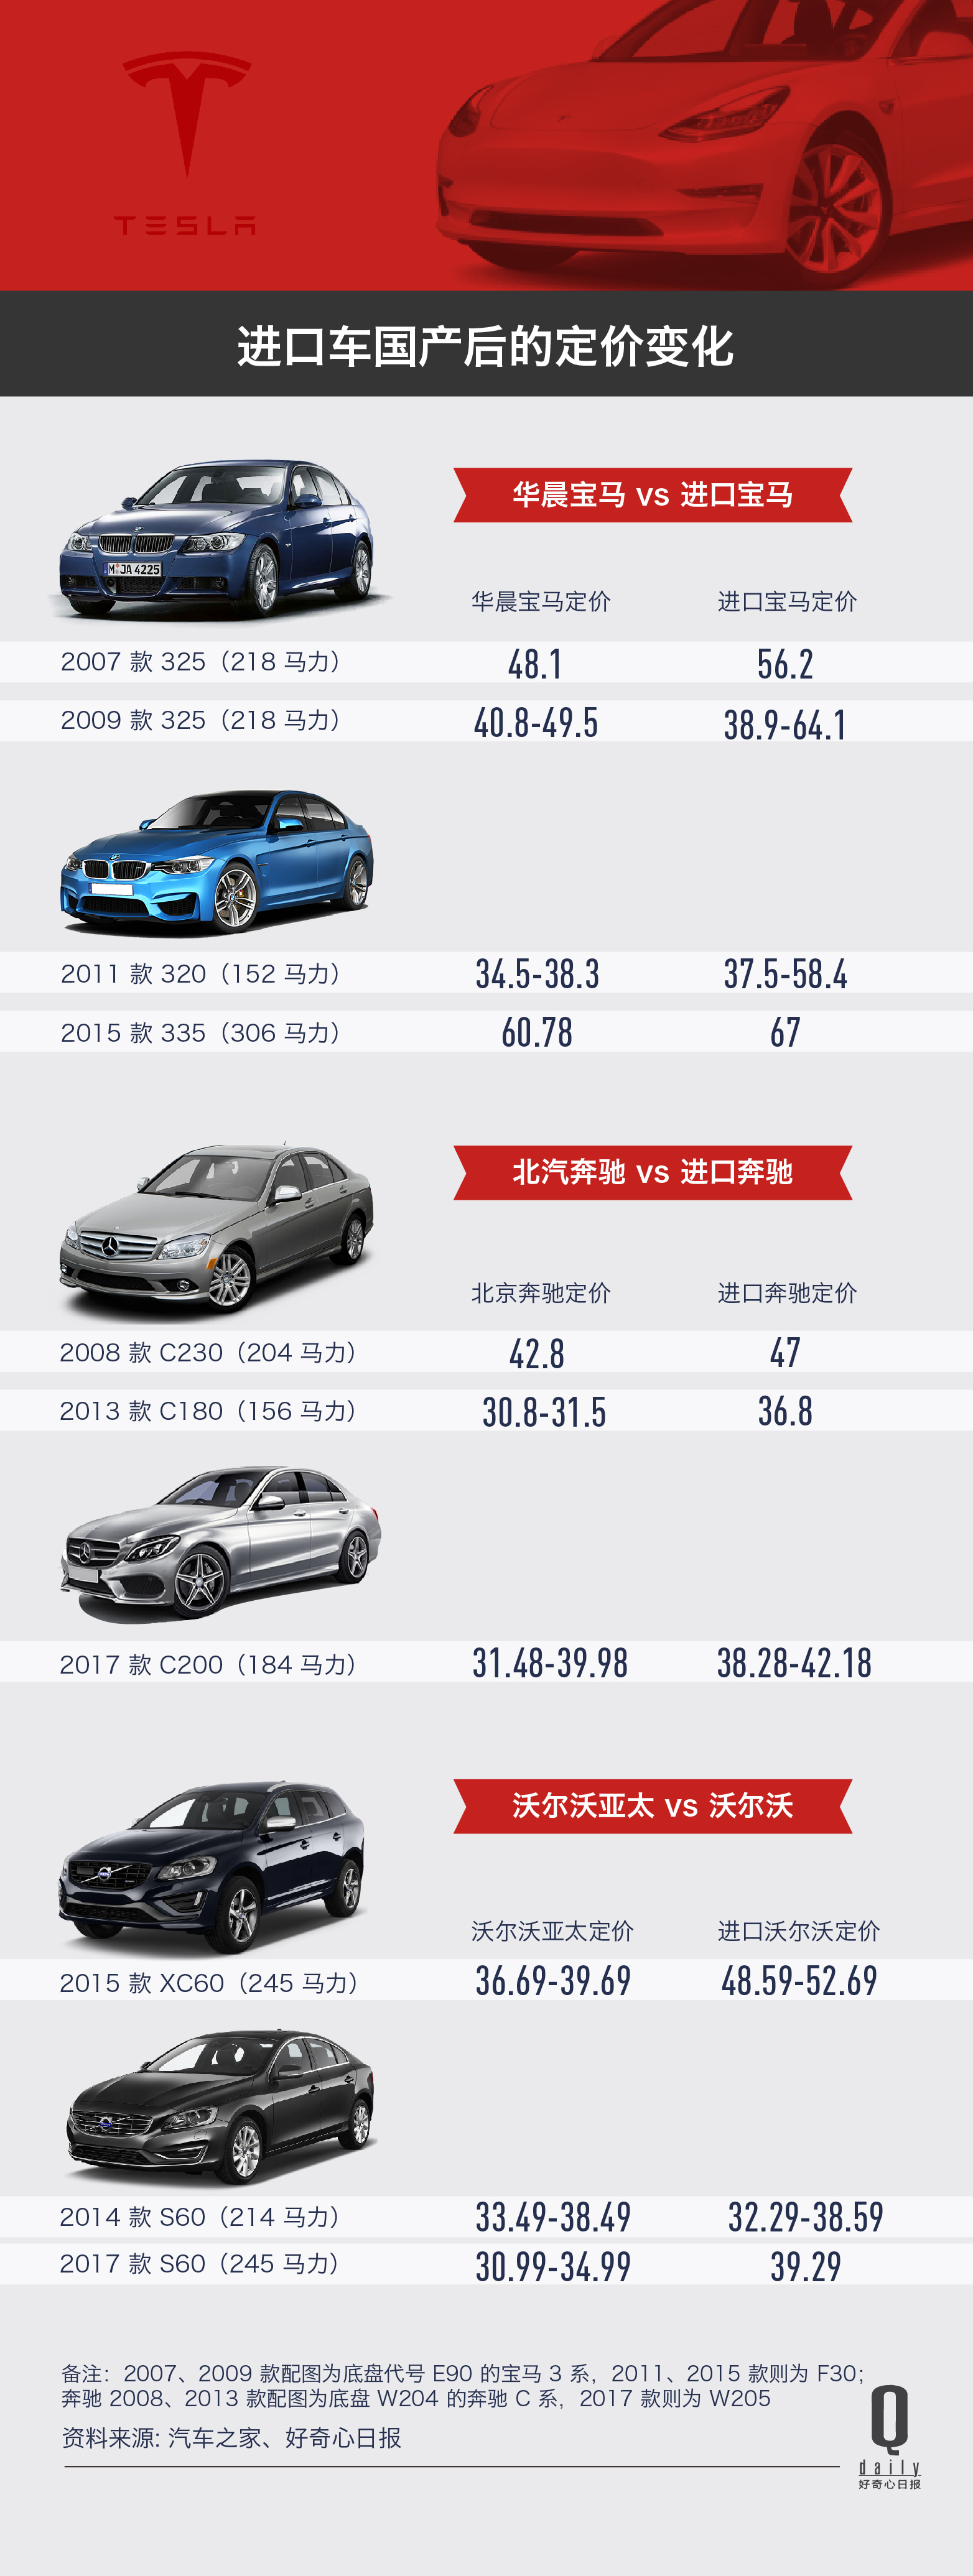 TESLA
进口车国产后的定价变化
华晨宝马 vs 进口宝马
M JA 4225
华晨宝马定价 进口宝马定价
2007 款 325（218 马力） 48.1 56.2
2009 款 325（218 马力） 40.8-49.5 38.9-64.1
2011 款 320（152 马力） 34.5-38.3 37.5-58.4
2015 款 335（306 马力） 60.78 67
北汽奔驰 vs 进口奔驰
北京奔驰定价 进口奔驰定价
2008 款 C230（204 马力） 42.8 47
2013 款 C180（156 马力） 30.8-31.5 36.8
2017 款 C200（184 马力） 31.48-39.98 38.28-42.18
沃尔沃亚太 vs 沃尔沃
沃尔沃亚太定价 进口沃尔沃定价
2015 款 XC60（245 马力） 36.69-39.69 48.59-52.69
2014 款 S60（214 马力） 33.49-38.49 32.29-38.59
2017 款 S60（245 马力） 30.99-34.99 39.29
备注：2007、2009 款配图为底盘代号 E90 的宝马 3 系，2011、2015 款则为 F30；
奔驰 2008、2013 款配图为底盘 W204 的奔驰 C 系，2017 款则为 W205
资料来源: 汽车之家、好奇心日报
Q
daily
好奇心日报